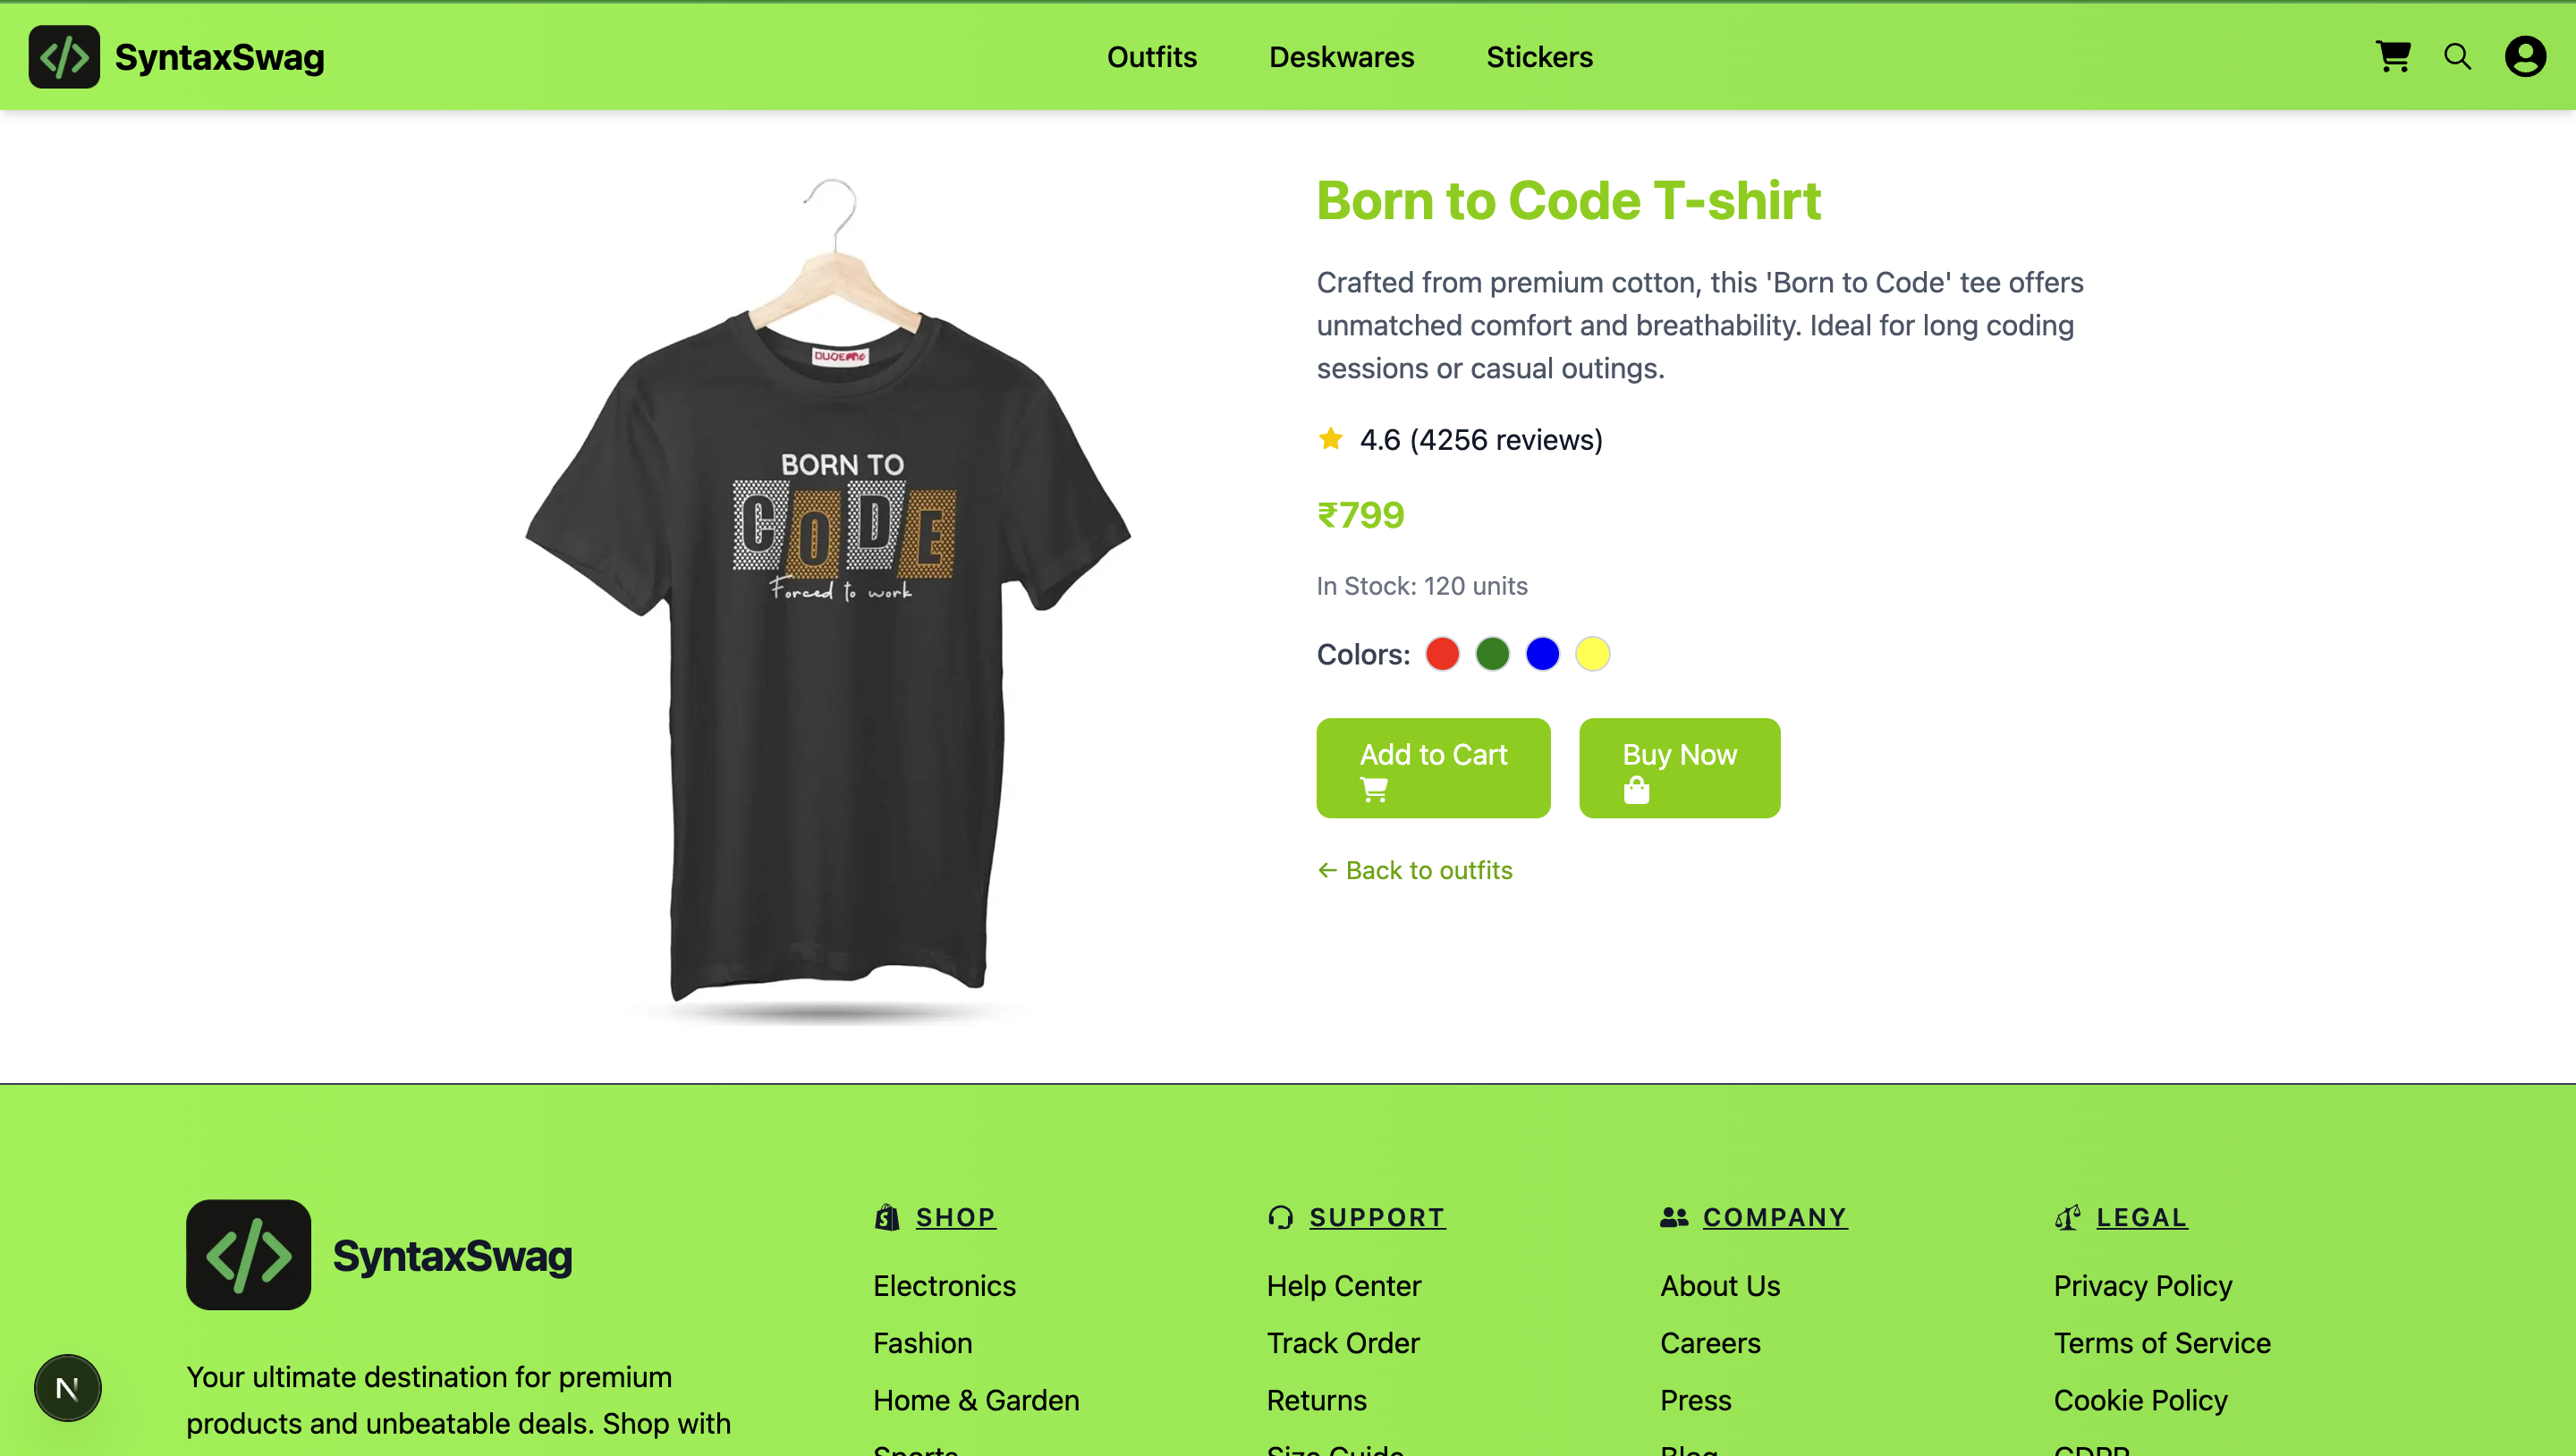 SyntaxSwag
Outfits
Deskwares
Stickers
Born to Code T-shirt
Crafted from premium cotton, this 'Born to Code' tee offers
unmatched comfort and breathability. Ideal for long coding
sessions or casual outings.
4.6 (4256 reviews)
₹799
In Stock: 120 units
Colors:
Add to Cart
Buy Now
← Back to outfits
BORN TO
CODE
Forced to work
SyntaxSwag
Your ultimate destination for premium
products and unbeatable deals. Shop with
SHOP
Electronics
Fashion
Home & Garden
SUPPORT
Help Center
Track Order
Returns
COMPANY
About Us
Careers
Press
LEGAL
Privacy Policy
Terms of Service
Cookie Policy
N